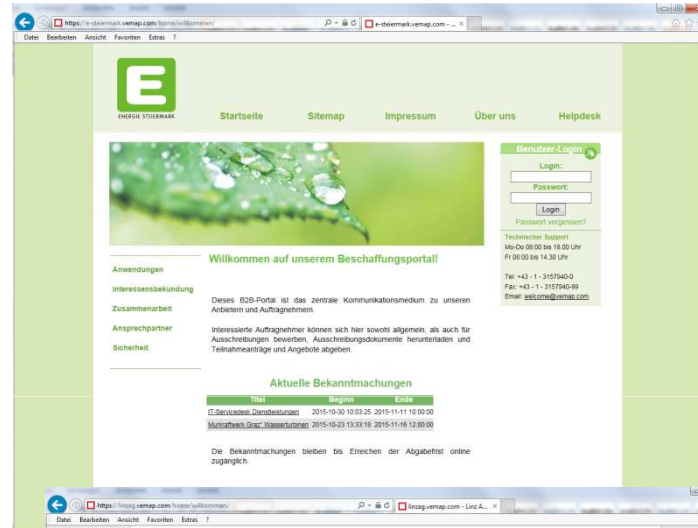 https://e-steiermark.vemap.com/home/willkommen/
e-steiermark.vemap.com - ...
Datei Bearbeiten Ansicht Favoriten Extras ?
E
ENERGIE STEIERMARK
Startseite Sitemap Impressum Über uns Helpdesk
Benutzer-Login
Login:
Passwort:
Login
Passwort vergessen?
Technischer Support
Mo-Do 08:00 bis 18.00 Uhr
Fr 08:00 bis 14.30 Uhr
Tel: +43 - 1 - 3157940-0
Fax: +43 - 1 - 3157940-99
Email: welcome@vemap.com
Anwendungen
Interessensbekundung
Zusammenarbeit
Ansprechpartner
Sicherheit
Willkommen auf unserem Beschaffungsportal!
Dieses B2B-Portal ist das zentrale Kommunikationsmedium zu unseren
Anbietern und Auftragnehmern.
Interessierte Auftragnehmer können sich hier sowohl allgemein, als auch für
Ausschreibungen bewerben, Ausschreibungsdokumente herunterladen und
Teilnahmeanträge und Angebote abgeben.
Aktuelle Bekanntmachungen
Titel Beginn Ende
IT-Servicedesk Dienstleistungen 2015-10-30 10:03:25 2015-11-11 10:00:00
Murkraftwerk Graz" Wasserturbinen 2015-10-23 13:33:18 2015-11-16 12:00:00
Die Bekanntmachungen bleiben bis Erreichen der Abgabefrist online
zugänglich.
https://linzag.vemap.com/home/willkommen/
linzag.vemap.com - Linz A...
Datei Bearbeiten Ansicht Favoriten Extras ?